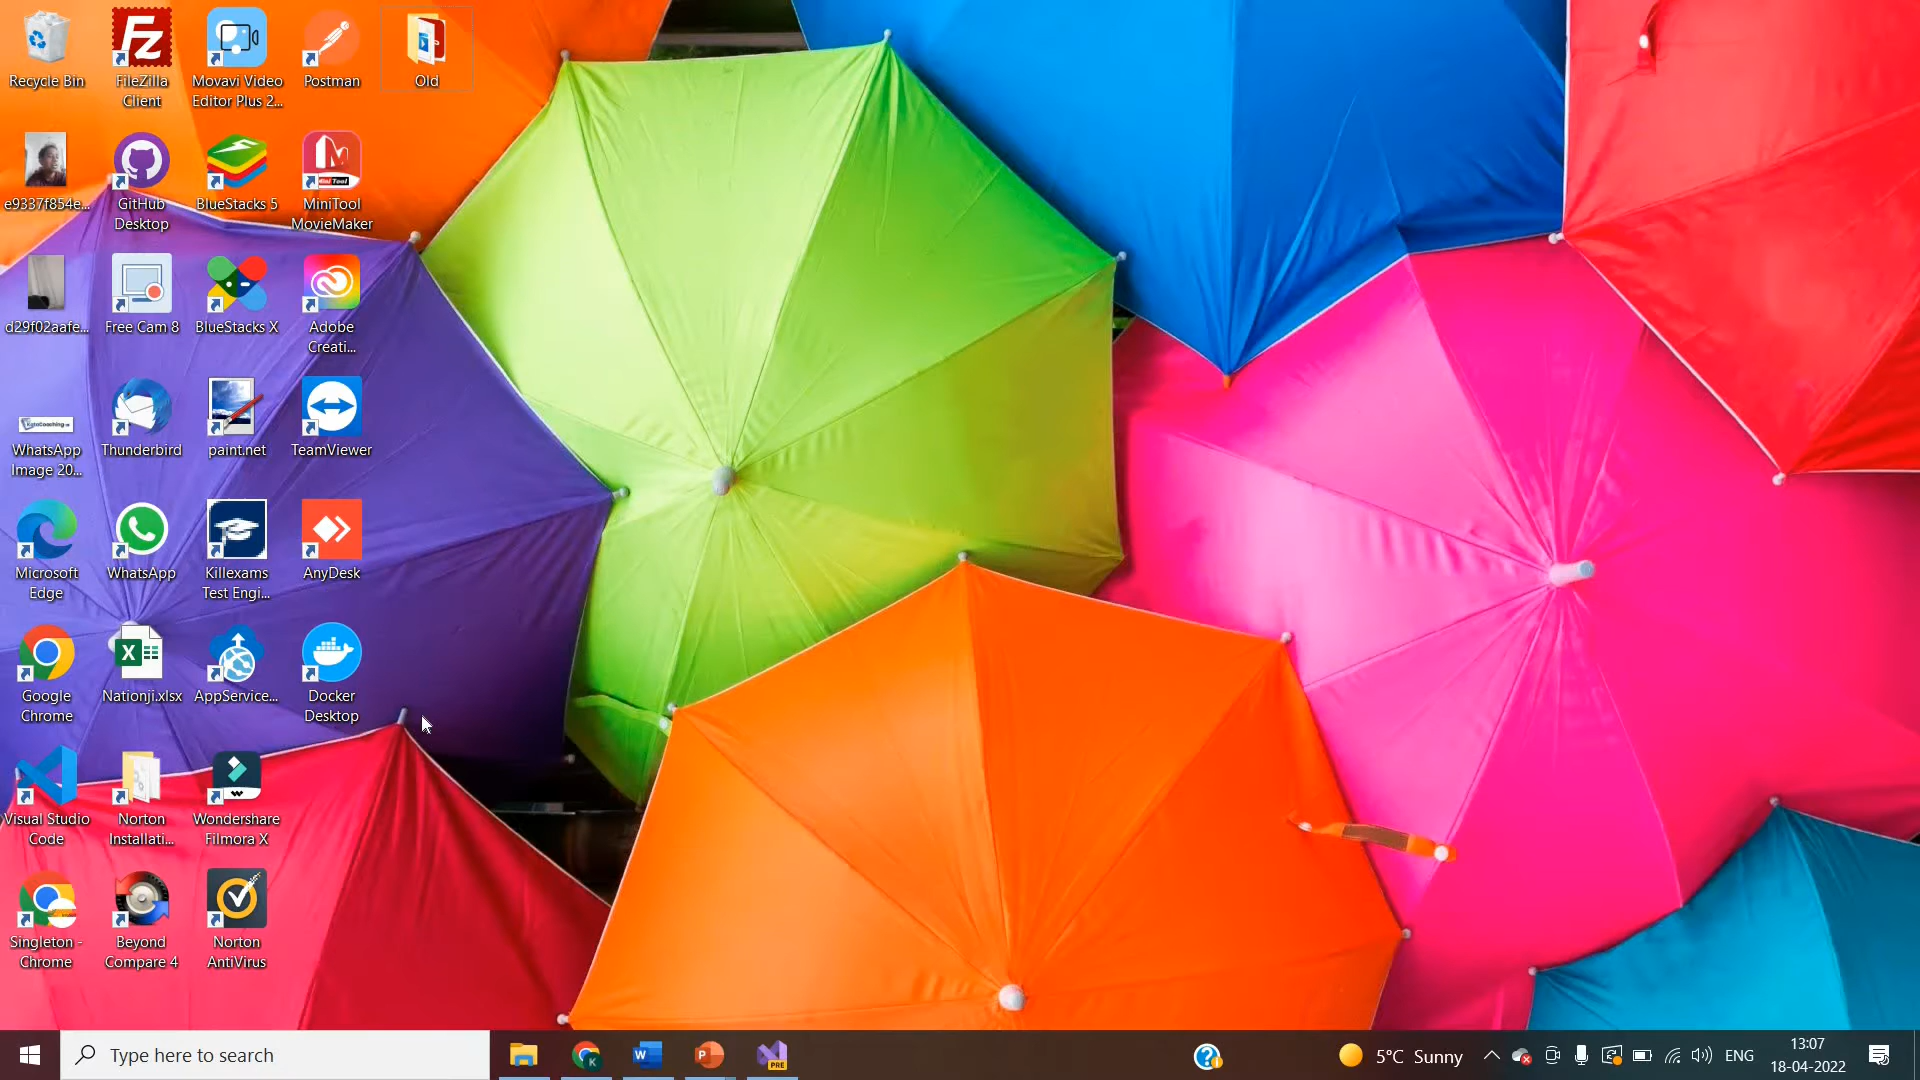 Recycle Bin
FileZilla
Client
Movavi Video
Editor Plus 2...
Postman
Old
e9337f854e...
GitHub
Desktop
BlueStacks 5
MiniTool
MovieMaker
d29f02aafe...
Free Cam 8
BlueStacks X
Adobe
Creati...
WhatsApp
Image 20...
Thunderbird
paint.net
TeamViewer
Microsoft
Edge
WhatsApp
Killexams
Test Engi...
AnyDesk
Google
Chrome
Nationji.xlsx
AppService...
Docker
Desktop
Visual Studio
Code
Norton
Installati...
Wondershare
Filmora X
Singleton -
Chrome
Beyond
Compare 4
Norton
AntiVirus
Type here to search
PRE
5°C Sunny
ENG
13:07
18-04-2022